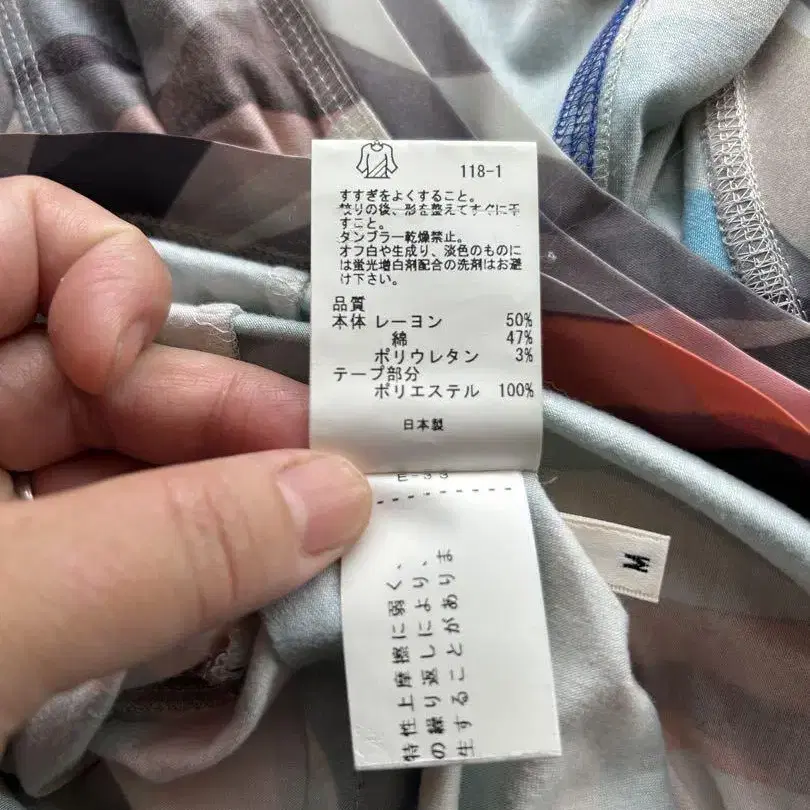 118-1
すすぎをよくすること。
絞りの後、形を整えてすぐに干
すこと。
タンブラー乾燥禁止。
オフ白や生成り、淡色のものに
は蛍光増白剤配合の洗剤はお避
け下さい。
品質
本体 レーヨン 50%
綿 47%
ポリウレタン 3%
テープ部分
ポリエステル 100%
日本製
特性上摩擦に弱く、
の繰り返しにより、
生することがありま
M